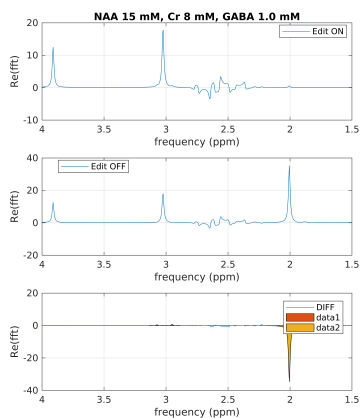 NAA 15 mM, Cr 8 mM, GABA 1.0 mM
Edit ON
20
10
0
-10
Re(fft)
4 3.5 3 2.5 2 1.5
frequency (ppm)
Edit OFF
40
20
0
-20
Re(fft)
4 3.5 3 2.5 2 1.5
frequency (ppm)
DIFF
data1
data2
20
0
-20
-40
Re(fft)
4 3.5 3 2.5 2 1.5
frequency (ppm)